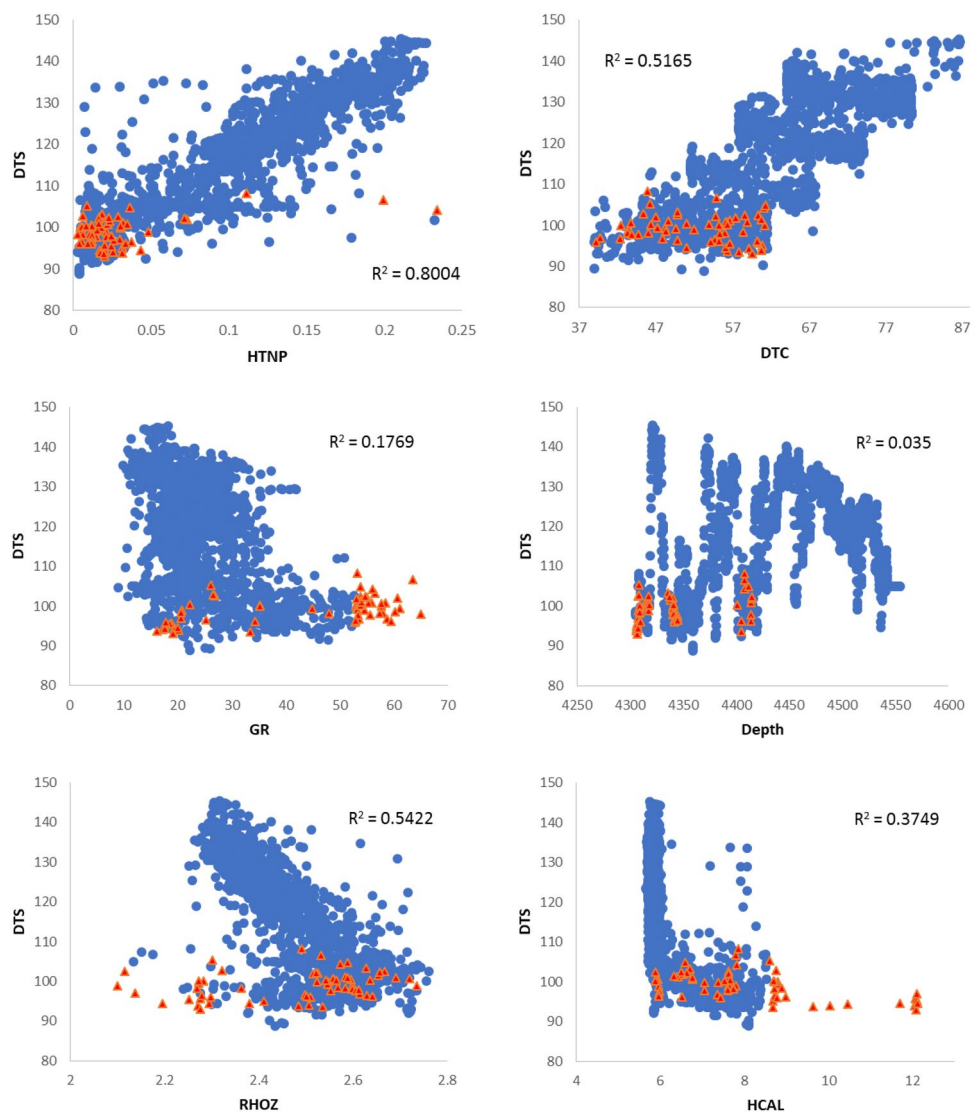 150
140
130
120
110
100
90
80
DTS
R² = 0.8004
0 0.05 0.1 0.15 0.2 0.25
HTNP
150
140
130
120
110
100
90
80
DTS
R² = 0.5165
37 47 57 67 77 87
DTC
150
140
130
120
110
100
90
80
DTS
R² = 0.1769
0 10 20 30 40 50 60 70
GR
150
140
130
120
110
100
90
80
DTS
R² = 0.035
4250 4300 4350 4400 4450 4500 4550 4600
Depth
150
140
130
120
110
100
90
80
DTS
R² = 0.5422
2 2.2 2.4 2.6 2.8
RHOZ
150
140
130
120
110
100
90
80
DTS
R² = 0.3749
4 6 8 10 12
HCAL